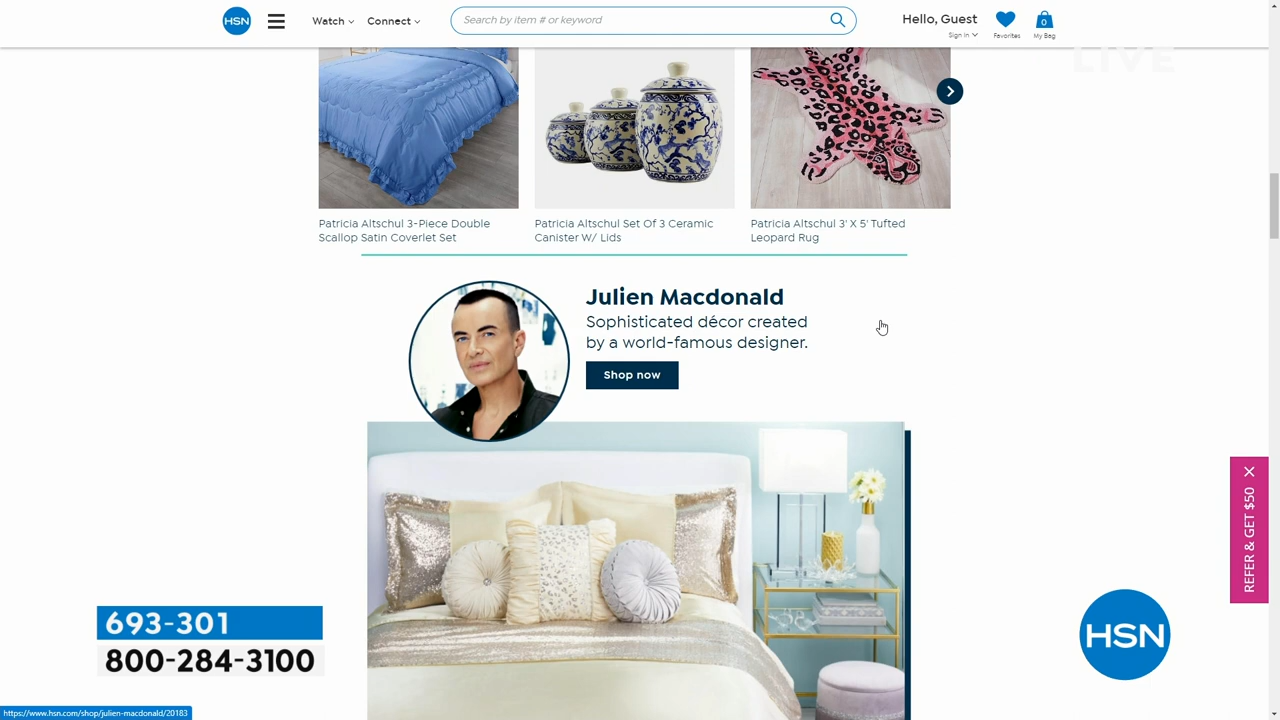 HSN
Watch
Connect
Search by item # or keyword
Hello, Guest
Sign In
Favorites
0
My Bag
LIVE
Patricia Altschul 3-Piece Double
Scallop Satin Coverlet Set
Patricia Altschul Set Of 3 Ceramic
Canister W/ Lids
Patricia Altschul 3' X 5' Tufted
Leopard Rug
Julien Macdonald
Sophisticated décor created
by a world-famous designer.
Shop now
REFER & GET $50
693-301
800-284-3100
HSN
https://www.hsn.com/shop/julien-macdonald/20183